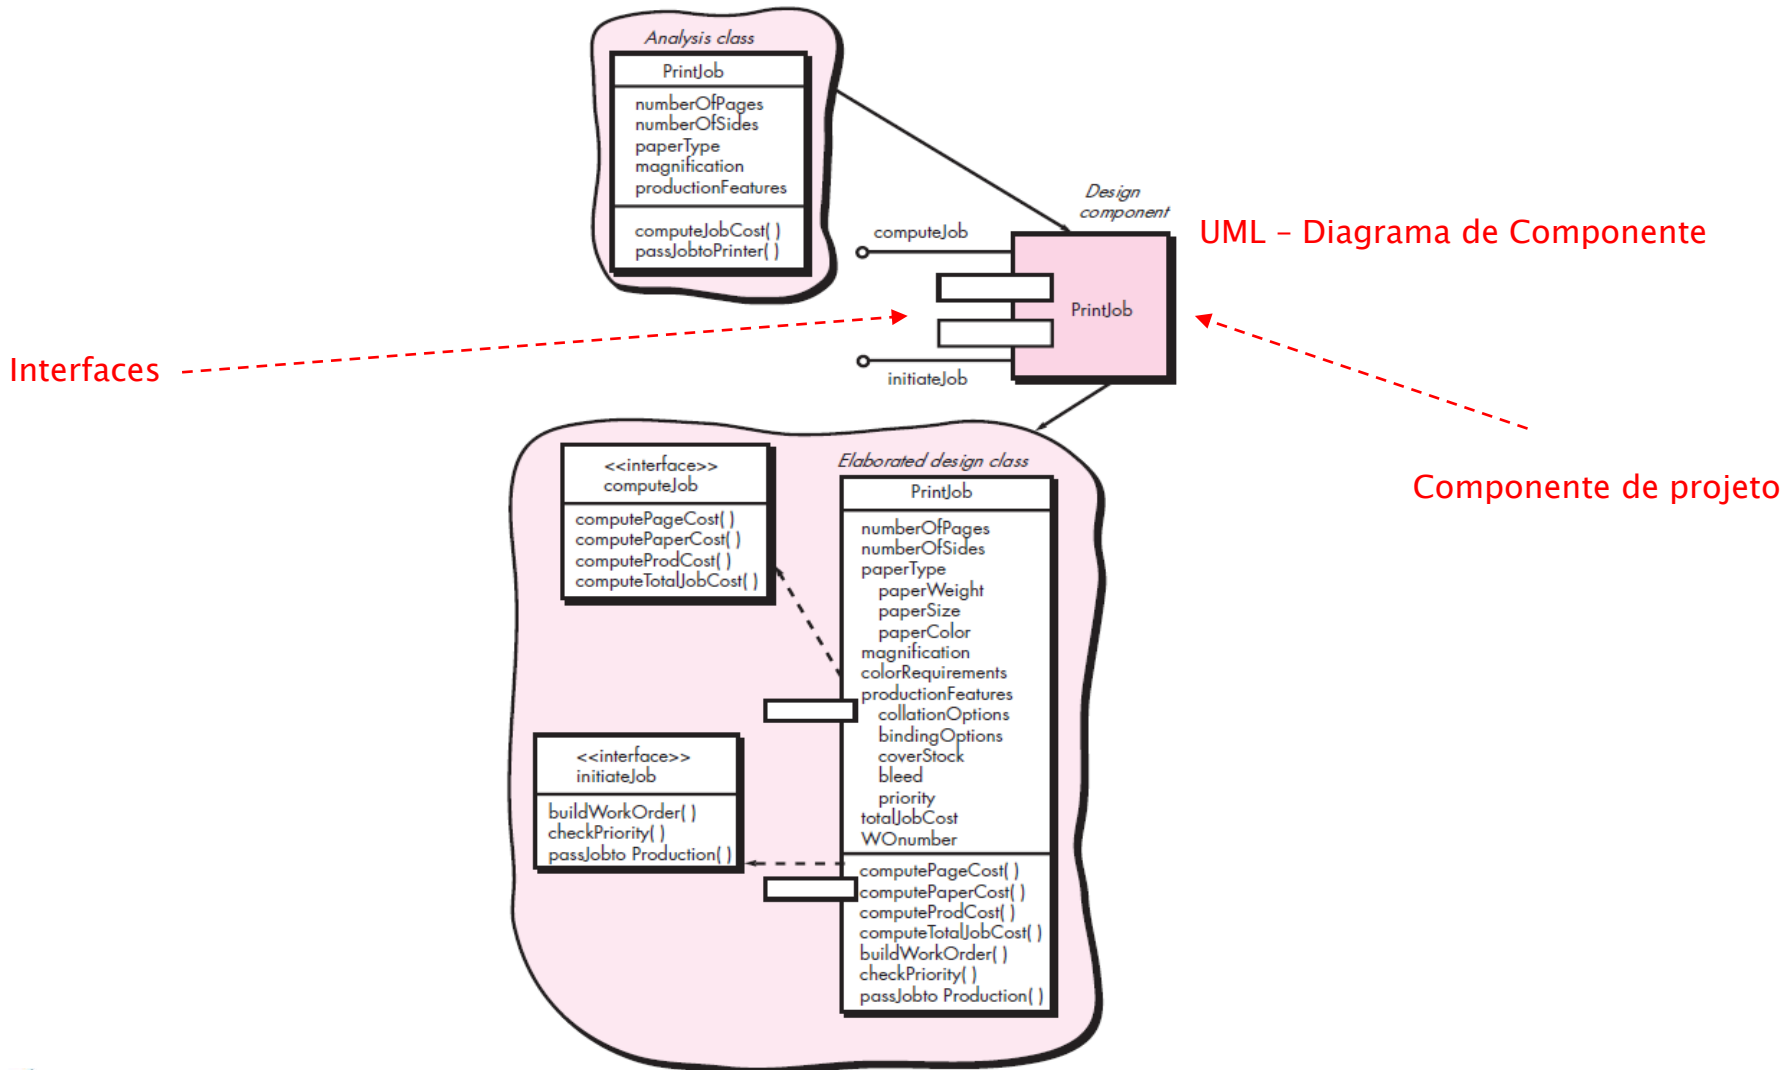 Analysis class
PrintJob
numberOfPages
numberOfSides
paperType
magnification
productionFeatures
computeJobCost( )
passJobtoPrinter( )
Design
component
computeJob
PrintJob
initiateJob
UML – Diagrama de Componente
Interfaces
Componente de projeto
<<interface>>
computeJob
computePageCost( )
computePaperCost( )
computeProdCost( )
computeTotalJobCost( )
<<interface>>
initiateJob
buildWorkOrder( )
checkPriority( )
passJobto Production( )
Elaborated design class
PrintJob
numberOfPages
numberOfSides
paperType
paperWeight
paperSize
paperColor
magnification
colorRequirements
productionFeatures
collationOptions
bindingOptions
coverStock
bleed
priority
totalJobCost
WOnumber
computePageCost( )
computePaperCost( )
computeProdCost( )
computeTotalJobCost( )
buildWorkOrder( )
checkPriority( )
passJobto Production( )